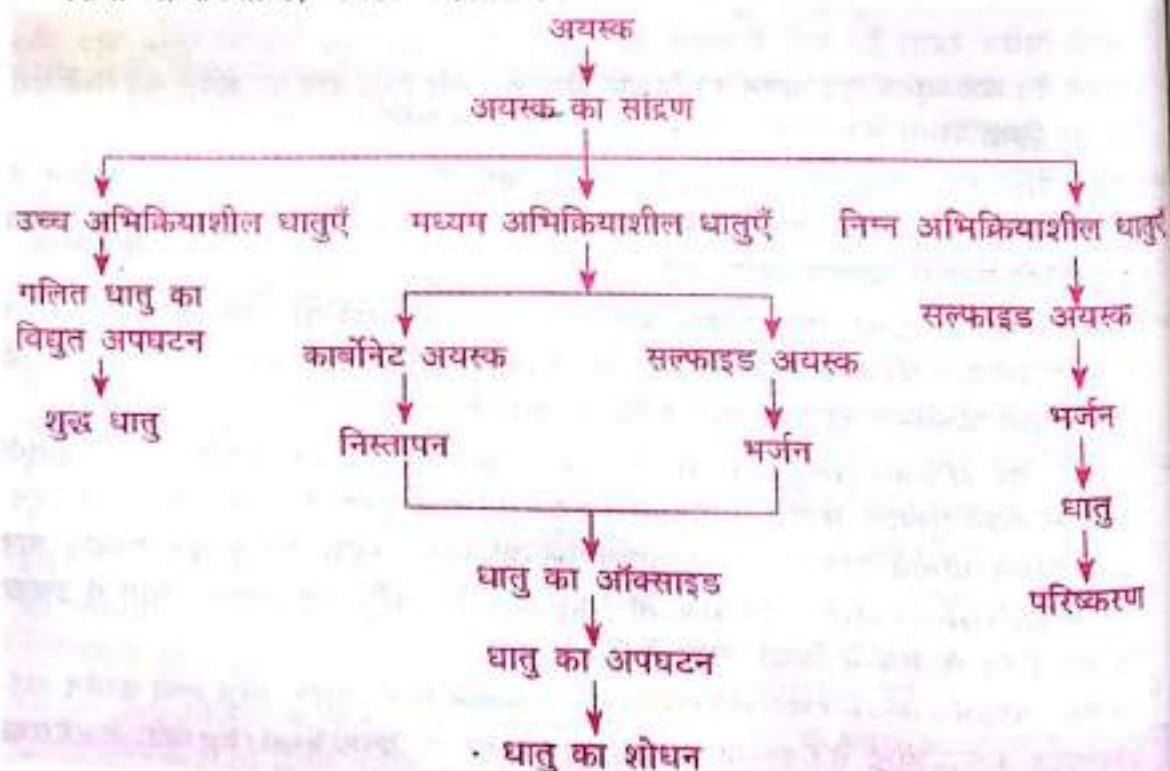 अयस्क
अयस्क का सांद्रण
उच्च अभिक्रियाशील धातुएँ
मध्यम अभिक्रियाशील धातुएँ
निम्न अभिक्रियाशील धातुएँ
गलित धातु का
विद्युत अपघटन
शुद्ध धातु
कार्बोनेट अयस्क
सल्फाइड अयस्क
निस्तापन
भर्जन
धातु का ऑक्साइड
धातु का अपघटन
धातु का शोधन
सल्फाइड अयस्क
भर्जन
धातु
परिष्करण